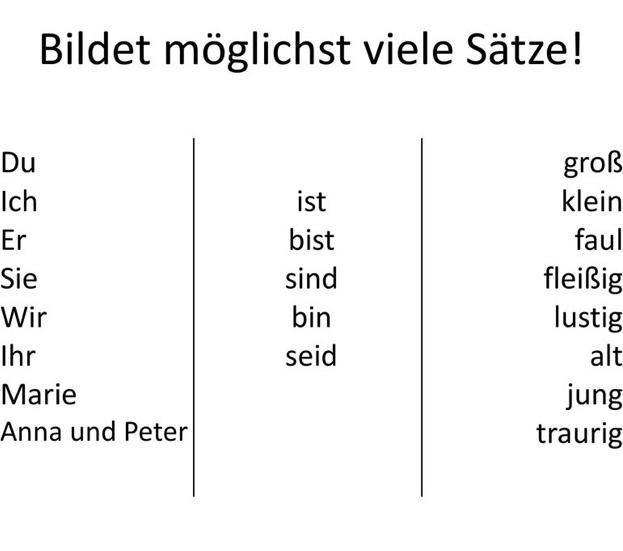 Bildet möglichst viele Sätze!
Du groß
Ich ist klein
Er bist faul
Sie sind fleißig
Wir bin lustig
Ihr seid alt
Marie jung
Anna und Peter traurig